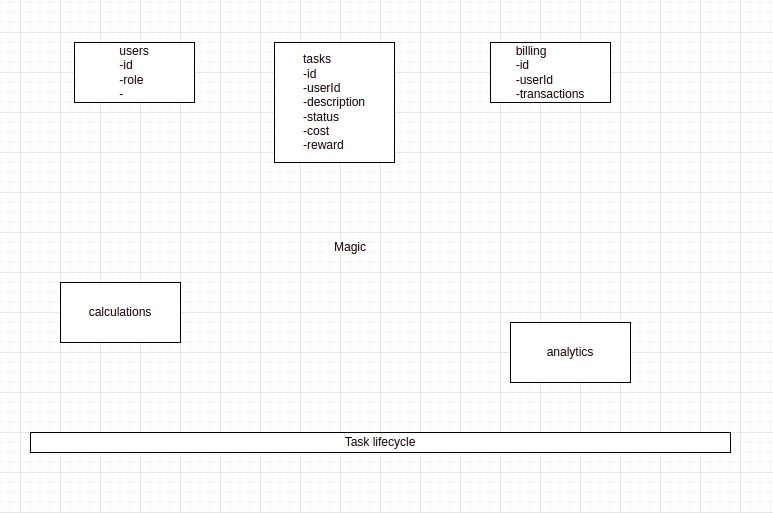 users
-id
-role
-
tasks
-id
-userId
-description
-status
-cost
-reward
billing
-id
-userId
-transactions
Magic
calculations
analytics
Task lifecycle